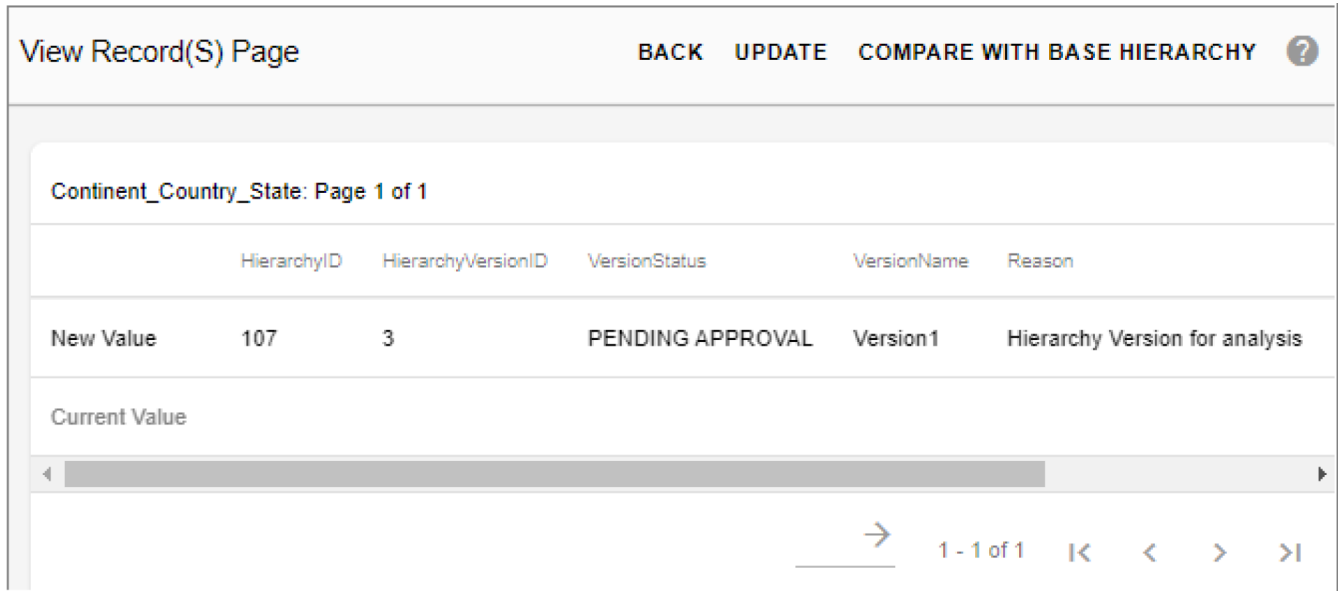 View Record(S) Page BACK UPDATE COMPARE WITH BASE HIERARCHY ?
Continent_Country_State: Page 1 of 1
HierarchyID HierarchyVersionID VersionStatus VersionName Reason
New Value 107 3 PENDING APPROVAL Version1 Hierarchy Version for analysis
Current Value
1 - 1 of 1